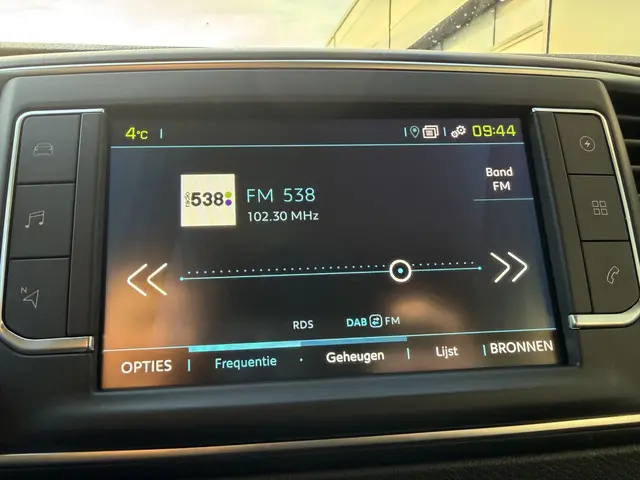 4°C
09:44
Band
FM
radio
538
FM 538
102.30 MHz
N
RDS DAB FM
OPTIES Frequentie Geheugen Lijst BRONNEN